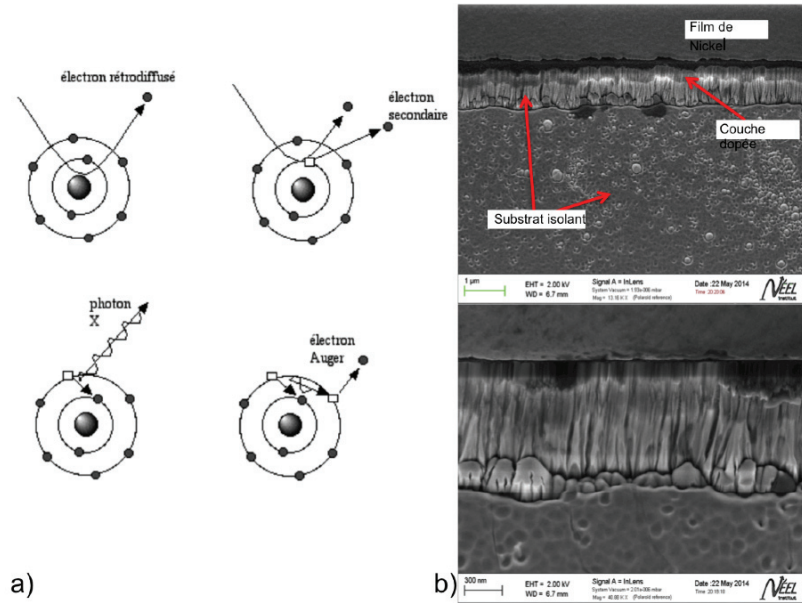 électron rétrodiffusé
électron
secondaire
photon
X
électron
Auger
a)
Film de
Nickel
Couche
dopée
Substrat isolant
1 µm
EHT = 2.00 kV
WD = 6.7 mm
Signal A = InLens
Date :22 May 2014
NÉEL
Institut
300 nm
EHT = 2.00 kV
WD = 6.7 mm
Signal A = InLens
Date :22 May 2014
NÉEL
Institut
b)